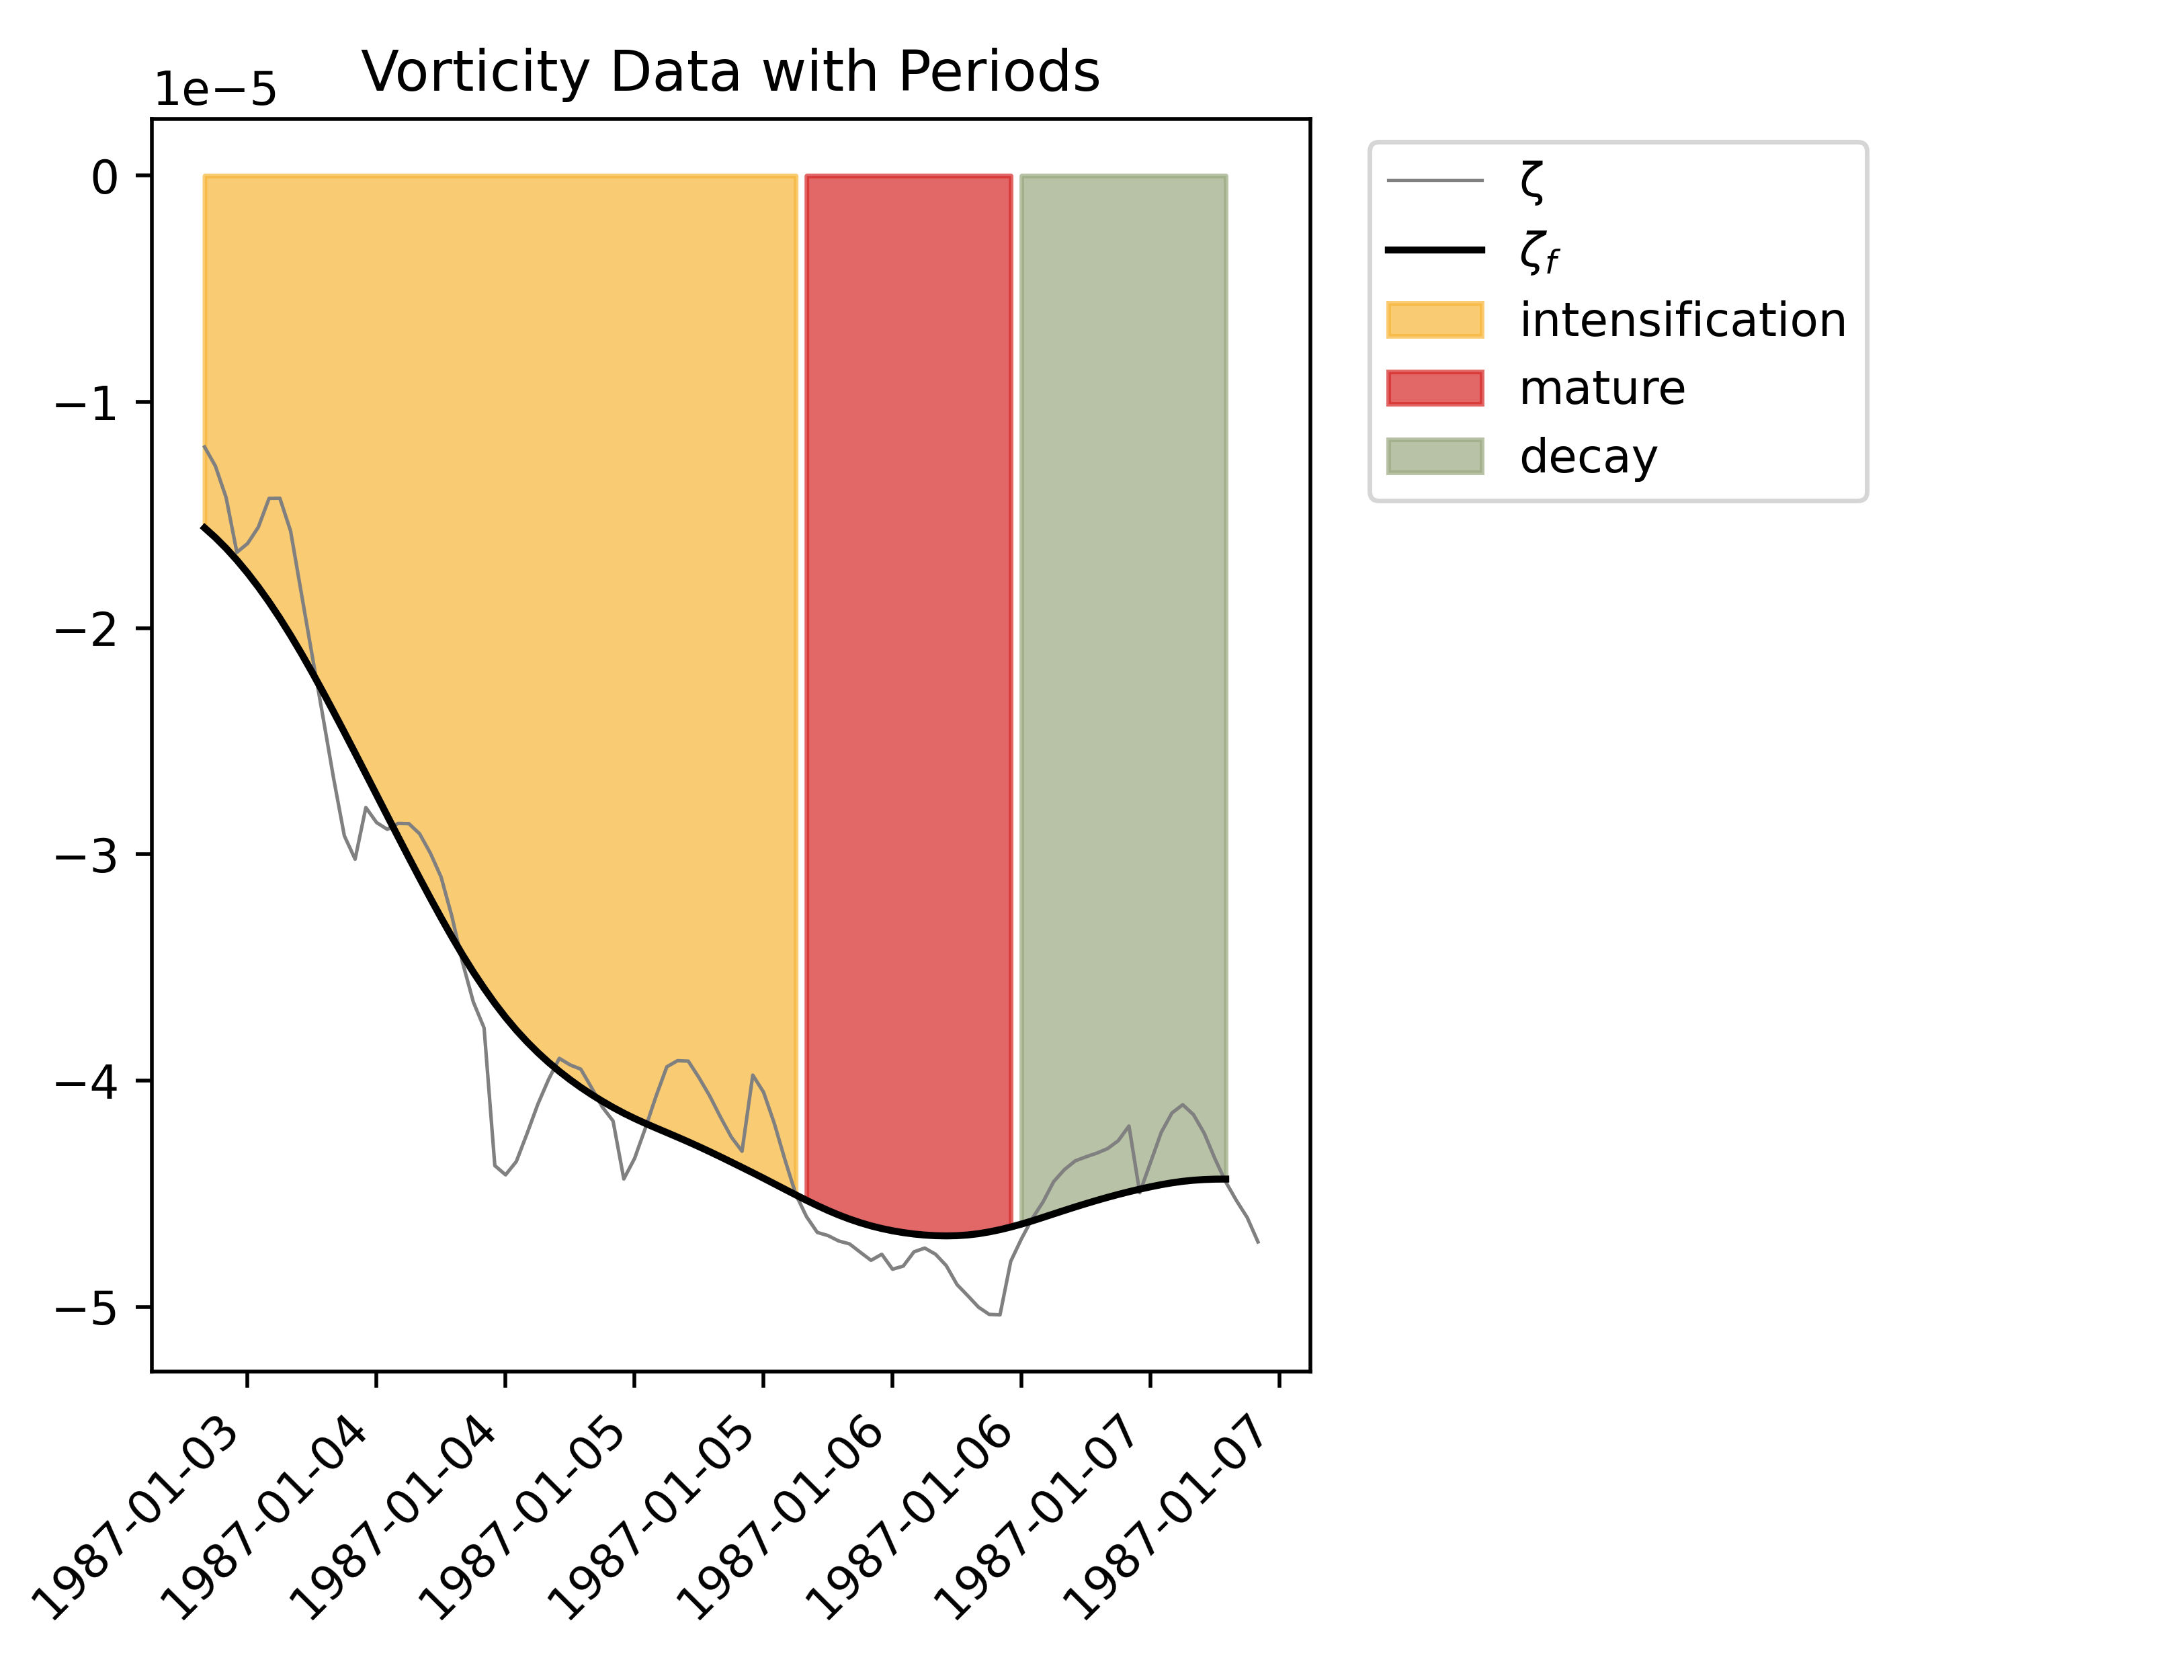 Vorticity Data with Periods
1e−5
0
−1
−2
−3
−4
−5
1987-01-03
1987-01-04
1987-01-04
1987-01-05
1987-01-05
1987-01-06
1987-01-06
1987-01-07
1987-01-07
ζ
ζf
intensification
mature
decay